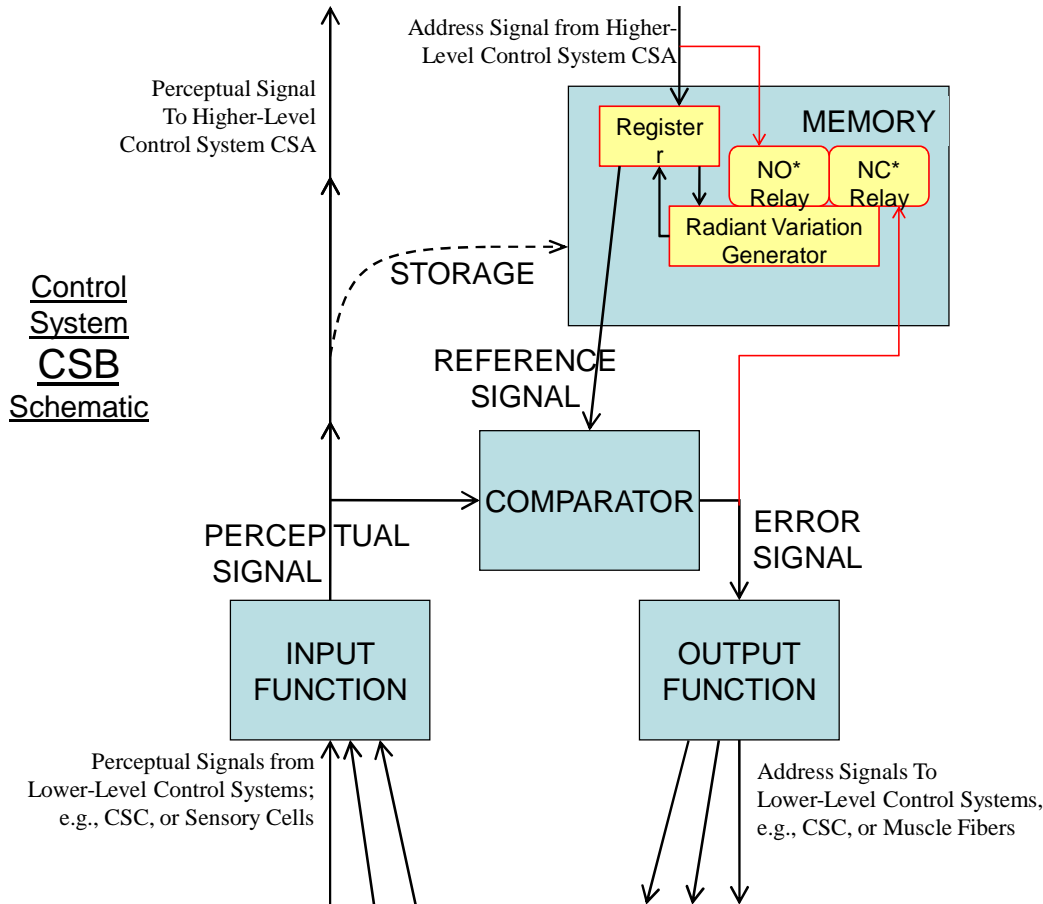 Address Signal from Higher-
Level Control System CSA
Perceptual Signal
To Higher-Level
Control System CSA
MEMORY
Register
r
NO*
Relay
NC*
Relay
Radiant Variation
Generator
STORAGE
Control
System
CSB
Schematic
REFERENCE
SIGNAL
COMPARATOR
PERCEPTUAL
SIGNAL
ERROR
SIGNAL
INPUT
FUNCTION
OUTPUT
FUNCTION
Perceptual Signals from
Lower-Level Control Systems;
e.g., CSC, or Sensory Cells
Address Signals To
Lower-Level Control Systems,
e.g., CSC, or Muscle Fibers